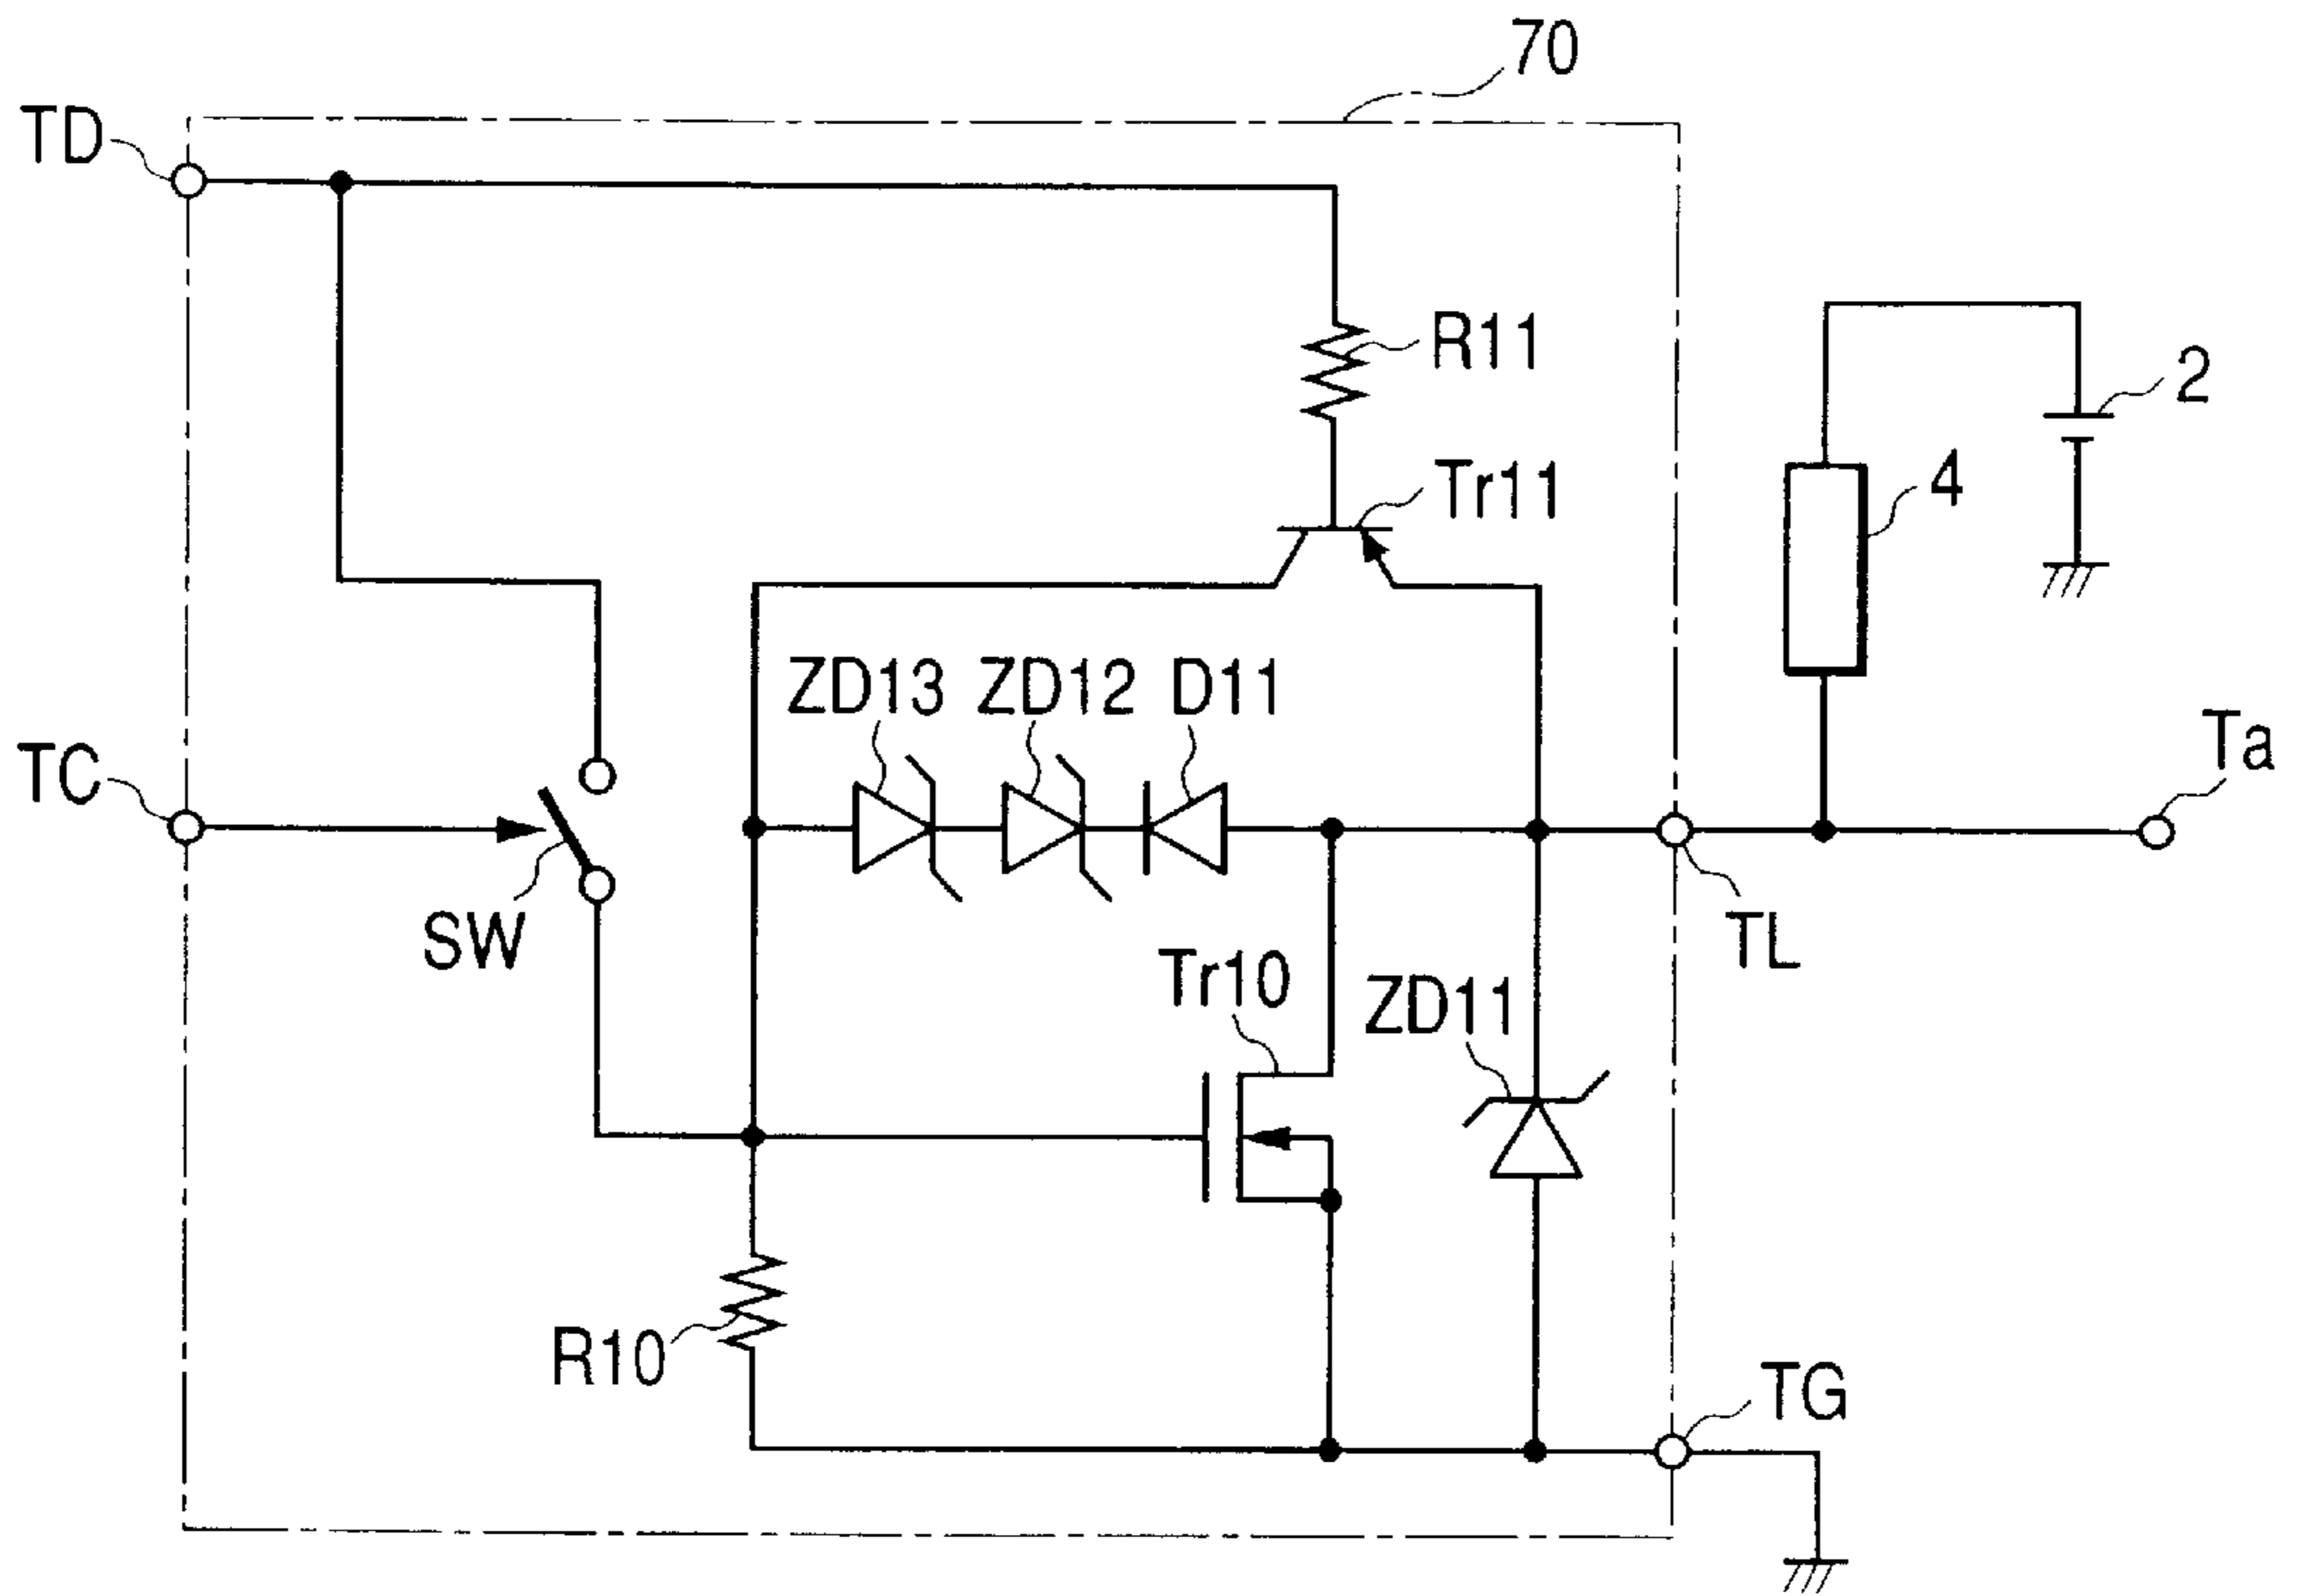 70
TD
R11
2
Tr11
4
ZD13 ZD12 D11
Ta
TC
SW
TL
Tr10
ZD11
R10
TG